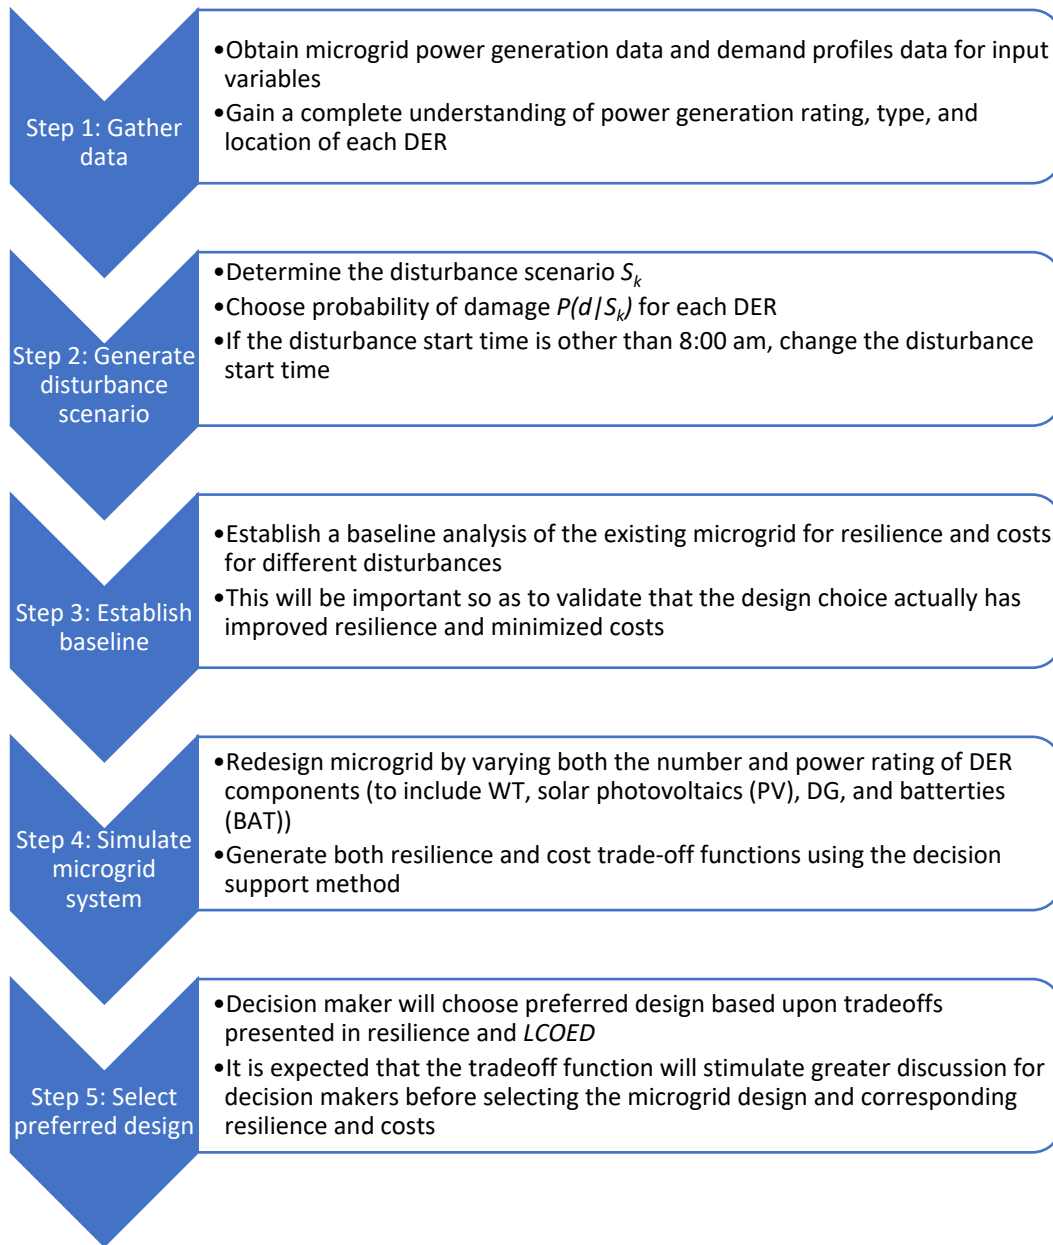 Step 1: Gather
data
•Obtain microgrid power generation data and demand profiles data for input
variables
•Gain a complete understanding of power generation rating, type, and
location of each DER
Step 2: Generate
disturbance
scenario
•Determine the disturbance scenario S_k
•Choose probability of damage P(d|S_k) for each DER
•If the disturbance start time is other than 8:00 am, change the disturbance
start time
Step 3: Establish
baseline
•Establish a baseline analysis of the existing microgrid for resilience and costs
for different disturbances
•This will be important so as to validate that the design choice actually has
improved resilience and minimized costs
Step 4: Simulate
microgrid
system
•Redesign microgrid by varying both the number and power rating of DER
components (to include WT, solar photovoltaics (PV), DG, and batterties
(BAT))
•Generate both resilience and cost trade-off functions using the decision
support method
Step 5: Select
preferred design
•Decision maker will choose preferred design based upon tradeoffs
presented in resilience and LCOED
•It is expected that the tradeoff function will stimulate greater discussion for
decision makers before selecting the microgrid design and corresponding
resilience and costs